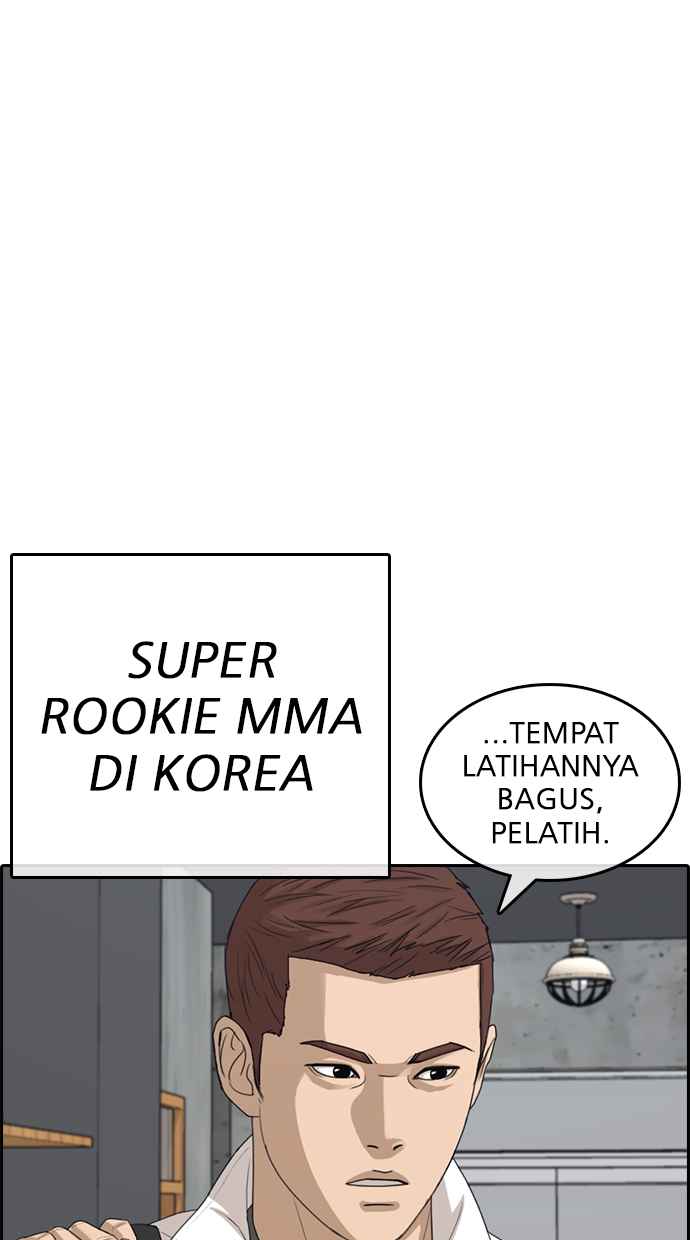 SUPER
ROOKIE MMA
DI KOREA
...TEMPAT
LATIHANNYA
BAGUS,
PELATIH.